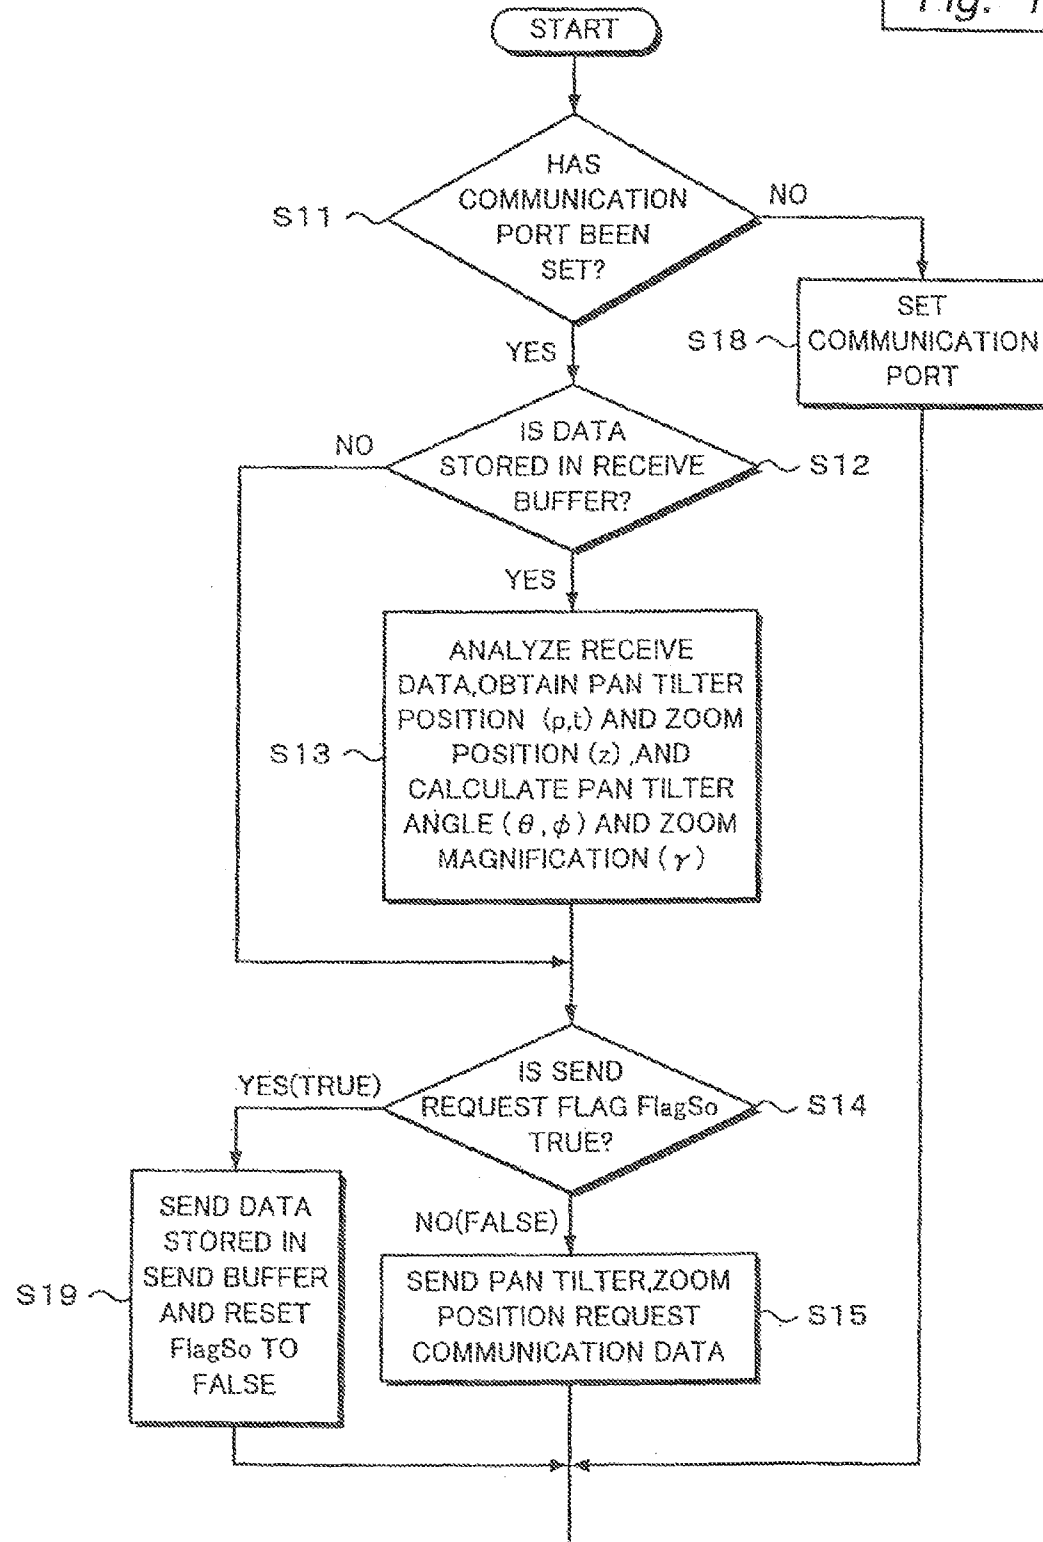 Fig.
START
HAS
COMMUNICATION
PORT BEEN
SET?
S11
NO
YES
SET
COMMUNICATION
PORT
S18
IS DATA
STORED IN RECEIVE
BUFFER?
NO
S12
YES
ANALYZE RECEIVE
DATA,OBTAIN PAN TILTER
POSITION (p,t) AND ZOOM
POSITION (z) ,AND
CALCULATE PAN TILTER
ANGLE (θ,φ) AND ZOOM
MAGNIFICATION (γ)
S13
IS SEND
REQUEST FLAG FlagSo
TRUE?
YES(TRUE)
S14
NO(FALSE)
SEND DATA
STORED IN
SEND BUFFER
AND RESET
FlagSo TO
FALSE
S19
SEND PAN TILTER,ZOOM
POSITION REQUEST
COMMUNICATION DATA
S15